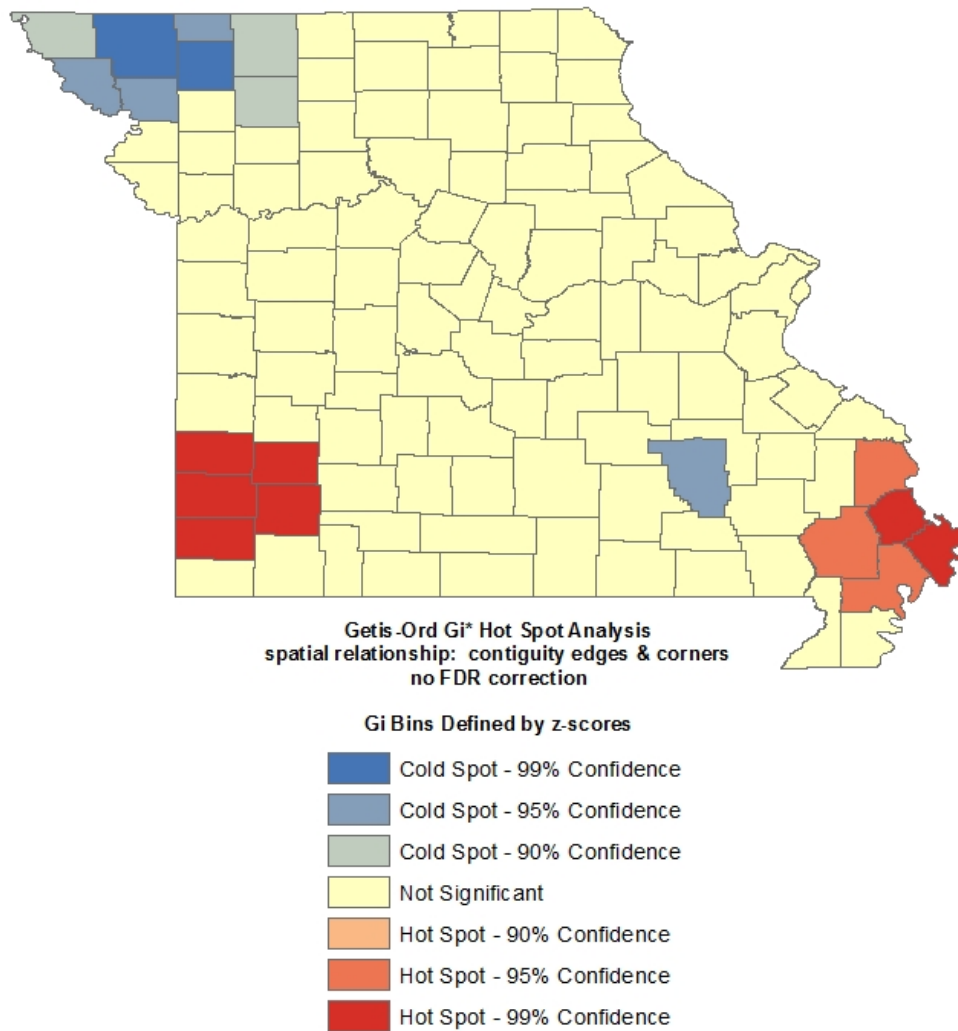 Getis-Ord Gi* Hot Spot Analysis
spatial relationship: contiguity edges & corners
no FDR correction
Gi Bins Defined by z-scores
Cold Spot - 99% Confidence
Cold Spot - 95% Confidence
Cold Spot - 90% Confidence
Not Significant
Hot Spot - 90% Confidence
Hot Spot - 95% Confidence
Hot Spot - 99% Confidence